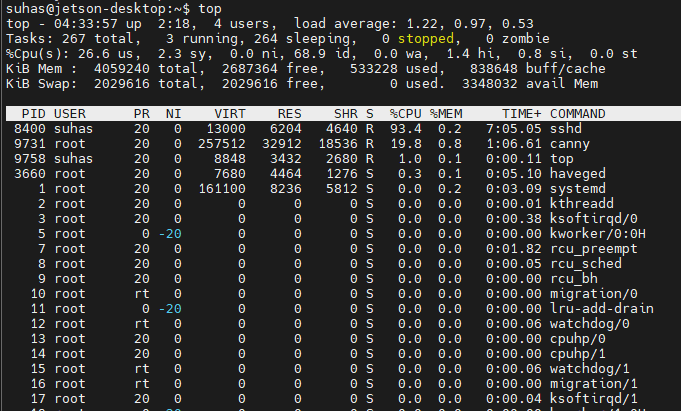 suhas@jetson-desktop:~$ top
top - 04:33:57 up  2:18,  4 users,  load average: 1.22, 0.97, 0.53
Tasks: 267 total,   3 running, 264 sleeping,   0 stopped,   0 zombie
%Cpu(s): 26.6 us,  2.3 sy,  0.0 ni, 68.9 id,  0.0 wa,  1.4 hi,  0.8 si,  0.0 st
KiB Mem :  4059240 total,  2687364 free,   533228 used,   838648 buff/cache
KiB Swap:  2029616 total,  2029616 free,        0 used.  3348032 avail Mem
PID USER      PR  NI    VIRT    RES    SHR S  %CPU %MEM     TIME+ COMMAND
8400 suhas     20   0   13000   6204   4640 R  93.4  0.2   7:05.05 sshd
9731 root      20   0  257512  32912  18536 R  19.8  0.8   1:06.61 canny
9758 suhas     20   0    8848   3432   2680 R   1.0  0.1   0:00.11 top
3660 root      20   0    7680   4464   1276 S   0.3  0.1   0:05.10 haveged
1 root      20   0  161100   8236   5812 S   0.0  0.2   0:03.09 systemd
2 root      20   0       0      0      0 S   0.0  0.0   0:00.01 kthreadd
3 root      20   0       0      0      0 S   0.0  0.0   0:00.38 ksoftirqd/0
5 root       0 -20       0      0      0 S   0.0  0.0   0:00.00 kworker/0:0H
7 root      20   0       0      0      0 S   0.0  0.0   0:01.82 rcu_preempt
8 root      20   0       0      0      0 S   0.0  0.0   0:00.05 rcu_sched
9 root      20   0       0      0      0 S   0.0  0.0   0:00.00 rcu_bh
10 root      rt   0       0      0      0 S   0.0  0.0   0:00.00 migration/0
11 root       0 -20       0      0      0 S   0.0  0.0   0:00.00 lru-add-drain
12 root      rt   0       0      0      0 S   0.0  0.0   0:00.06 watchdog/0
13 root      20   0       0      0      0 S   0.0  0.0   0:00.00 cpuhp/0
14 root      20   0       0      0      0 S   0.0  0.0   0:00.00 cpuhp/1
15 root      rt   0       0      0      0 S   0.0  0.0   0:00.06 watchdog/1
16 root      rt   0       0      0      0 S   0.0  0.0   0:00.00 migration/1
17 root      20   0       0      0      0 S   0.0  0.0   0:00.04 ksoftirqd/1